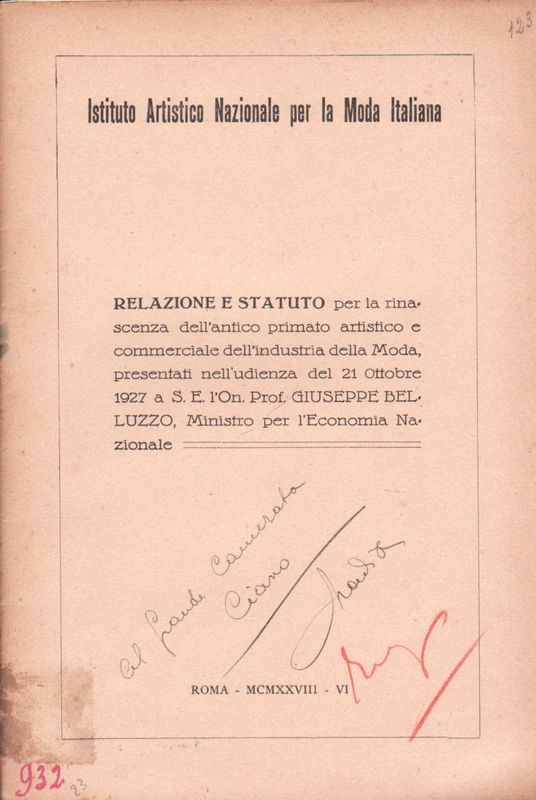 123
Istituto Artistico Nazionale per la Moda Italiana
RELAZIONE E STATUTO per la rina-
scenza dell'antico primato artistico e
commerciale dell'industria della Moda,
presentati nell'udienza del 21 Ottobre
1927 a S. E. l'On. Prof. GIUSEPPE BEL-
LUZZO, Ministro per l'Economia Na-
zionale
al grande Camerata
Ciano
ROMA - MCMXXVIII - VI
932
23